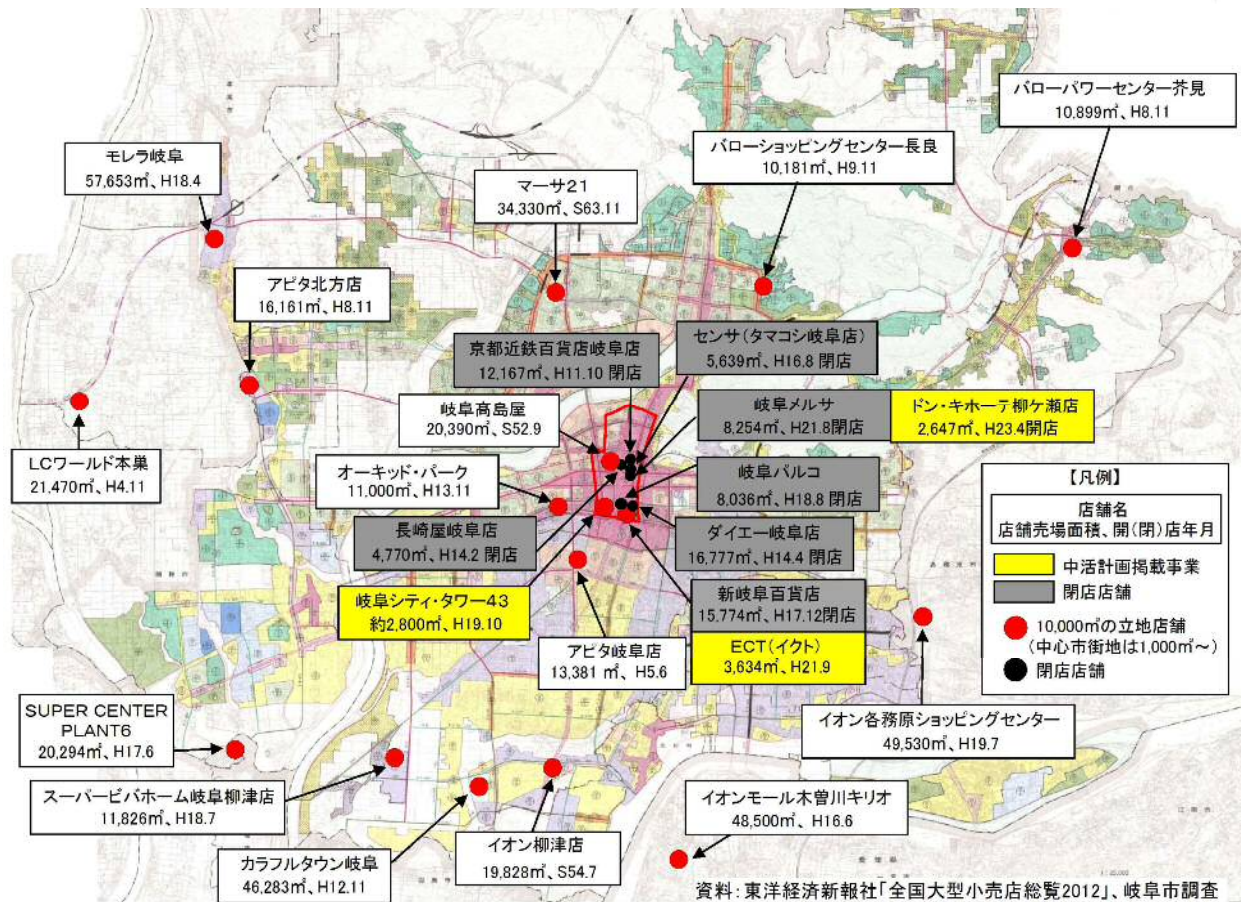 バローパワーセンター芥見
10,899㎡、H8.11
モレラ岐阜
57,653㎡、H18.4
マーサ21
34,330㎡、S63.11
バローショッピングセンター長良
10,181㎡、H9.11
アピタ北方店
16,161㎡、H8.11
京都近鉄百貨店岐阜店
12,167㎡、H11.10 閉店
センサ(タマコシ岐阜店)
5,639㎡、H16.8 閉店
岐阜高島屋
20,390㎡、S52.9
岐阜メルサ
8,254㎡、H21.8閉店
ドン・キホーテ柳ケ瀬店
2,647㎡、H23.4開店
LCワールド本巣
21,470㎡、H4.11
オーキッド・パーク
11,000㎡、H13.11
岐阜パルコ
8,036㎡、H18.8 閉店
長崎屋岐阜店
4,770㎡、H14.2 閉店
ダイエー岐阜店
16,777㎡、H14.4 閉店
【凡例】
店舗名
店舗売場面積、開(閉)店年月
中活計画掲載事業
閉店店舗
10,000㎡の立地店舗
(中心市街地は1,000㎡~)
閉店店舗
岐阜シティ・タワー43
約2,800㎡、H19.10
新岐阜百貨店
15,774㎡、H17.12閉店
ECT(イクト)
3,634㎡、H21.9
アピタ岐阜店
13,381 ㎡、H5.6
SUPER CENTER
PLANT6
20,294㎡、H17.6
イオン各務原ショッピングセンター
49,530㎡、H19.7
スーパービバホーム岐阜柳津店
11,826㎡、H18.7
イオンモール木曽川キリオ
48,500㎡、H16.6
カラフルタウン岐阜
46,283㎡、H12.11
イオン柳津店
19,828㎡、S54.7
資料:東洋経済新報社「全国大型小売店総覧2012」、岐阜市調査